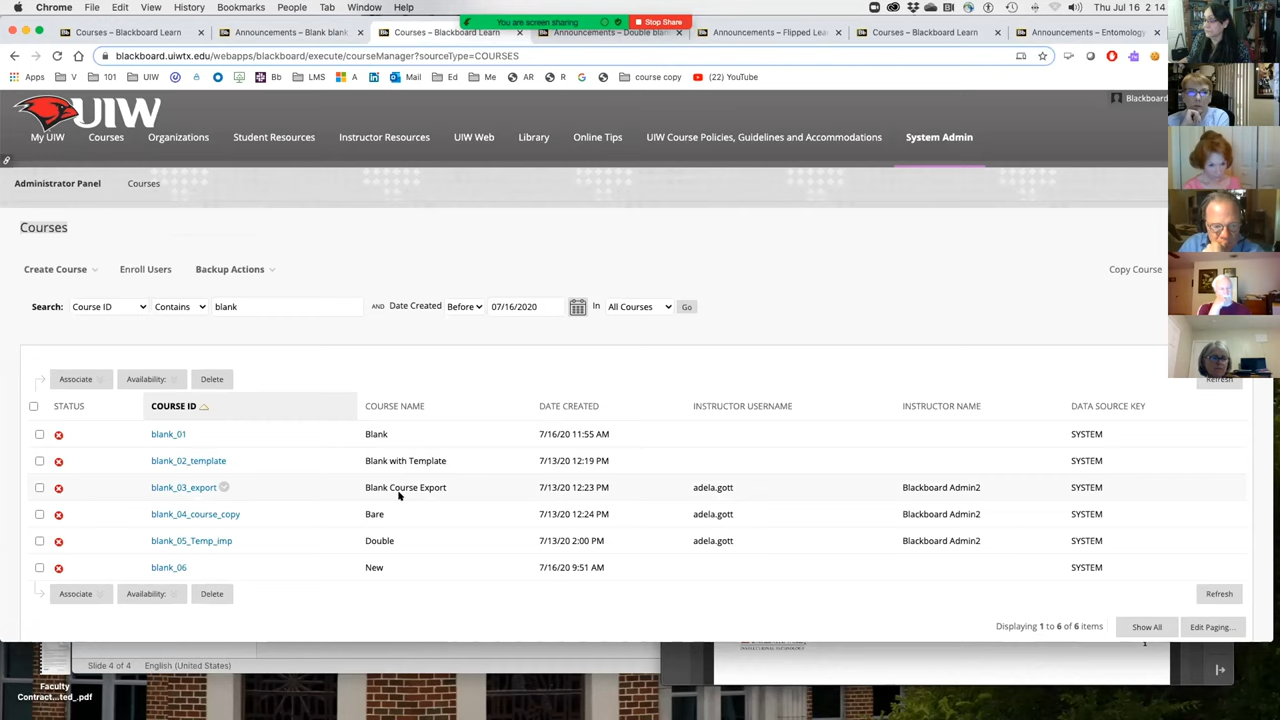 Chrome File Edit View History Bookmarks People Tab Window Help
Thu Jul 16 2 14
You are screen sharing
Stop Share
Courses – Blackboard Learn
Announcements – Blank blank
Courses – Blackboard Learn
Announcements – Double blank
Announcements – Flipped Lea
Courses – Blackboard Learn
Announcements – Entomology
blackboard.uiwtx.edu/webapps/blackboard/execute/courseManager?sourceType=COURSES
Apps V 101 UIW Bb LMS A Mail Ed Me AR R course copy (22) YouTube
UIW
Blackboard
My UIW Courses Organizations Student Resources Instructor Resources UIW Web Library Online Tips UIW Course Policies, Guidelines and Accommodations System Admin
Administrator Panel Courses
Courses
Create Course Enroll Users Backup Actions Copy Course
Search: Course ID Contains blank AND Date Created Before 07/16/2020 In All Courses Go
Associate Availability: Delete Refresh
STATUS COURSE ID COURSE NAME DATE CREATED INSTRUCTOR USERNAME INSTRUCTOR NAME DATA SOURCE KEY
blank_01 Blank 7/16/20 11:55 AM SYSTEM
blank_02_template Blank with Template 7/13/20 12:19 PM SYSTEM
blank_03_export Blank Course Export 7/13/20 12:23 PM adela.gott Blackboard Admin2 SYSTEM
blank_04_course_copy Bare 7/13/20 12:24 PM adela.gott Blackboard Admin2 SYSTEM
blank_05_Temp_imp Double 7/13/20 2:00 PM adela.gott Blackboard Admin2 SYSTEM
blank_06 New 7/16/20 9:51 AM SYSTEM
Associate Availability: Delete Refresh
Displaying 1 to 6 of 6 items Show All Edit Paging...
Slide 4 of 4 English (United States)
1
Faculty
Contract...ted_.pdf